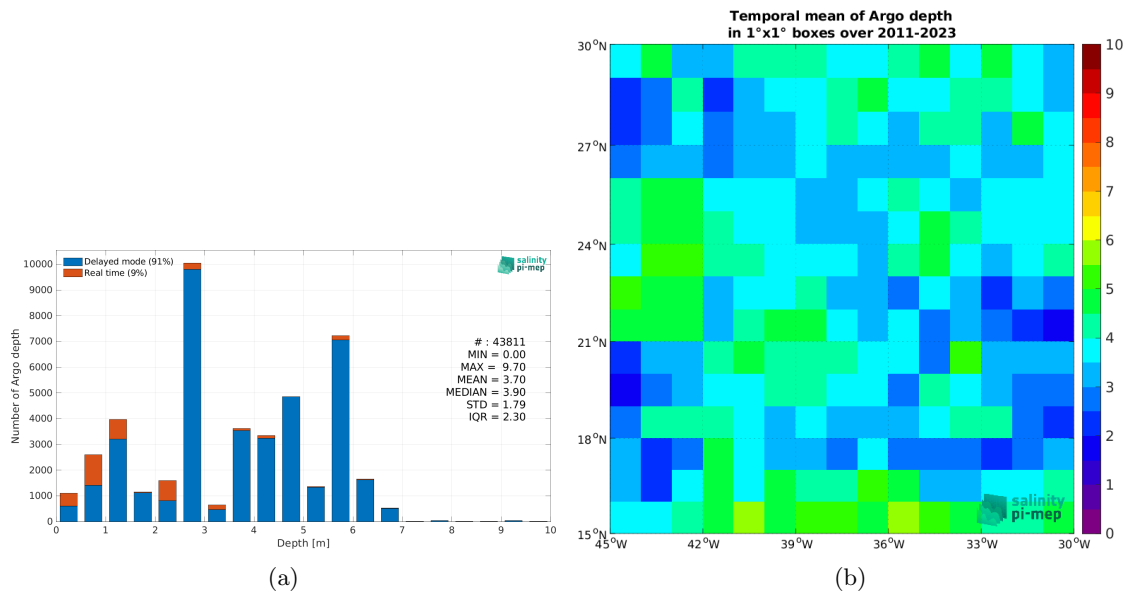 Temporal mean of Argo depth
in 1°x1° boxes over 2011-2023
Delayed mode (91%)
Real time (9%)
salinity
pi-mep
# : 43811
MIN = 0.00
MAX = 9.70
MEAN = 3.70
MEDIAN = 3.90
STD = 1.79
IQR = 2.30
Number of Argo depth
10000
9000
8000
7000
6000
5000
4000
3000
2000
1000
0
0 1 2 3 4 5 6 7 8 9 10
Depth [m]
(a)
30°N
27°N
24°N
21°N
18°N
15°N
45°W 42°W 39°W 36°W 33°W 30°W
salinity
pi-mep
10
9
8
7
6
5
4
3
2
1
0
(b)